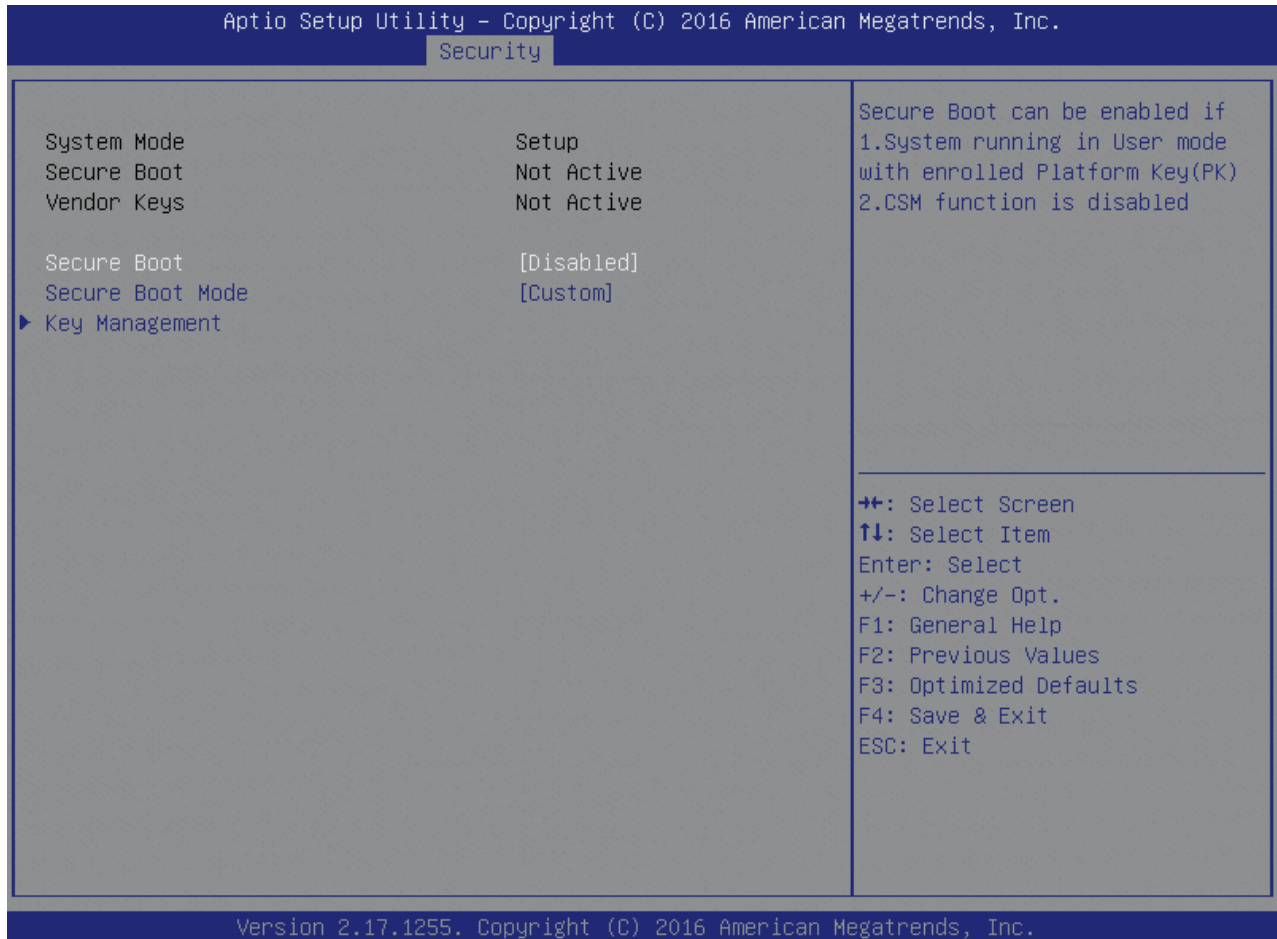 Aptio Setup Utility – Copyright (C) 2016 American Megatrends, Inc.
Security
System Mode Setup
Secure Boot Not Active
Vendor Keys Not Active
Secure Boot [Disabled]
Secure Boot Mode [Custom]
▶ Key Management
Secure Boot can be enabled if
1.System running in User mode
with enrolled Platform Key(PK)
2.CSM function is disabled
→←: Select Screen
↑↓: Select Item
Enter: Select
+/-: Change Opt.
F1: General Help
F2: Previous Values
F3: Optimized Defaults
F4: Save & Exit
ESC: Exit
Version 2.17.1255. Copyright (C) 2016 American Megatrends, Inc.